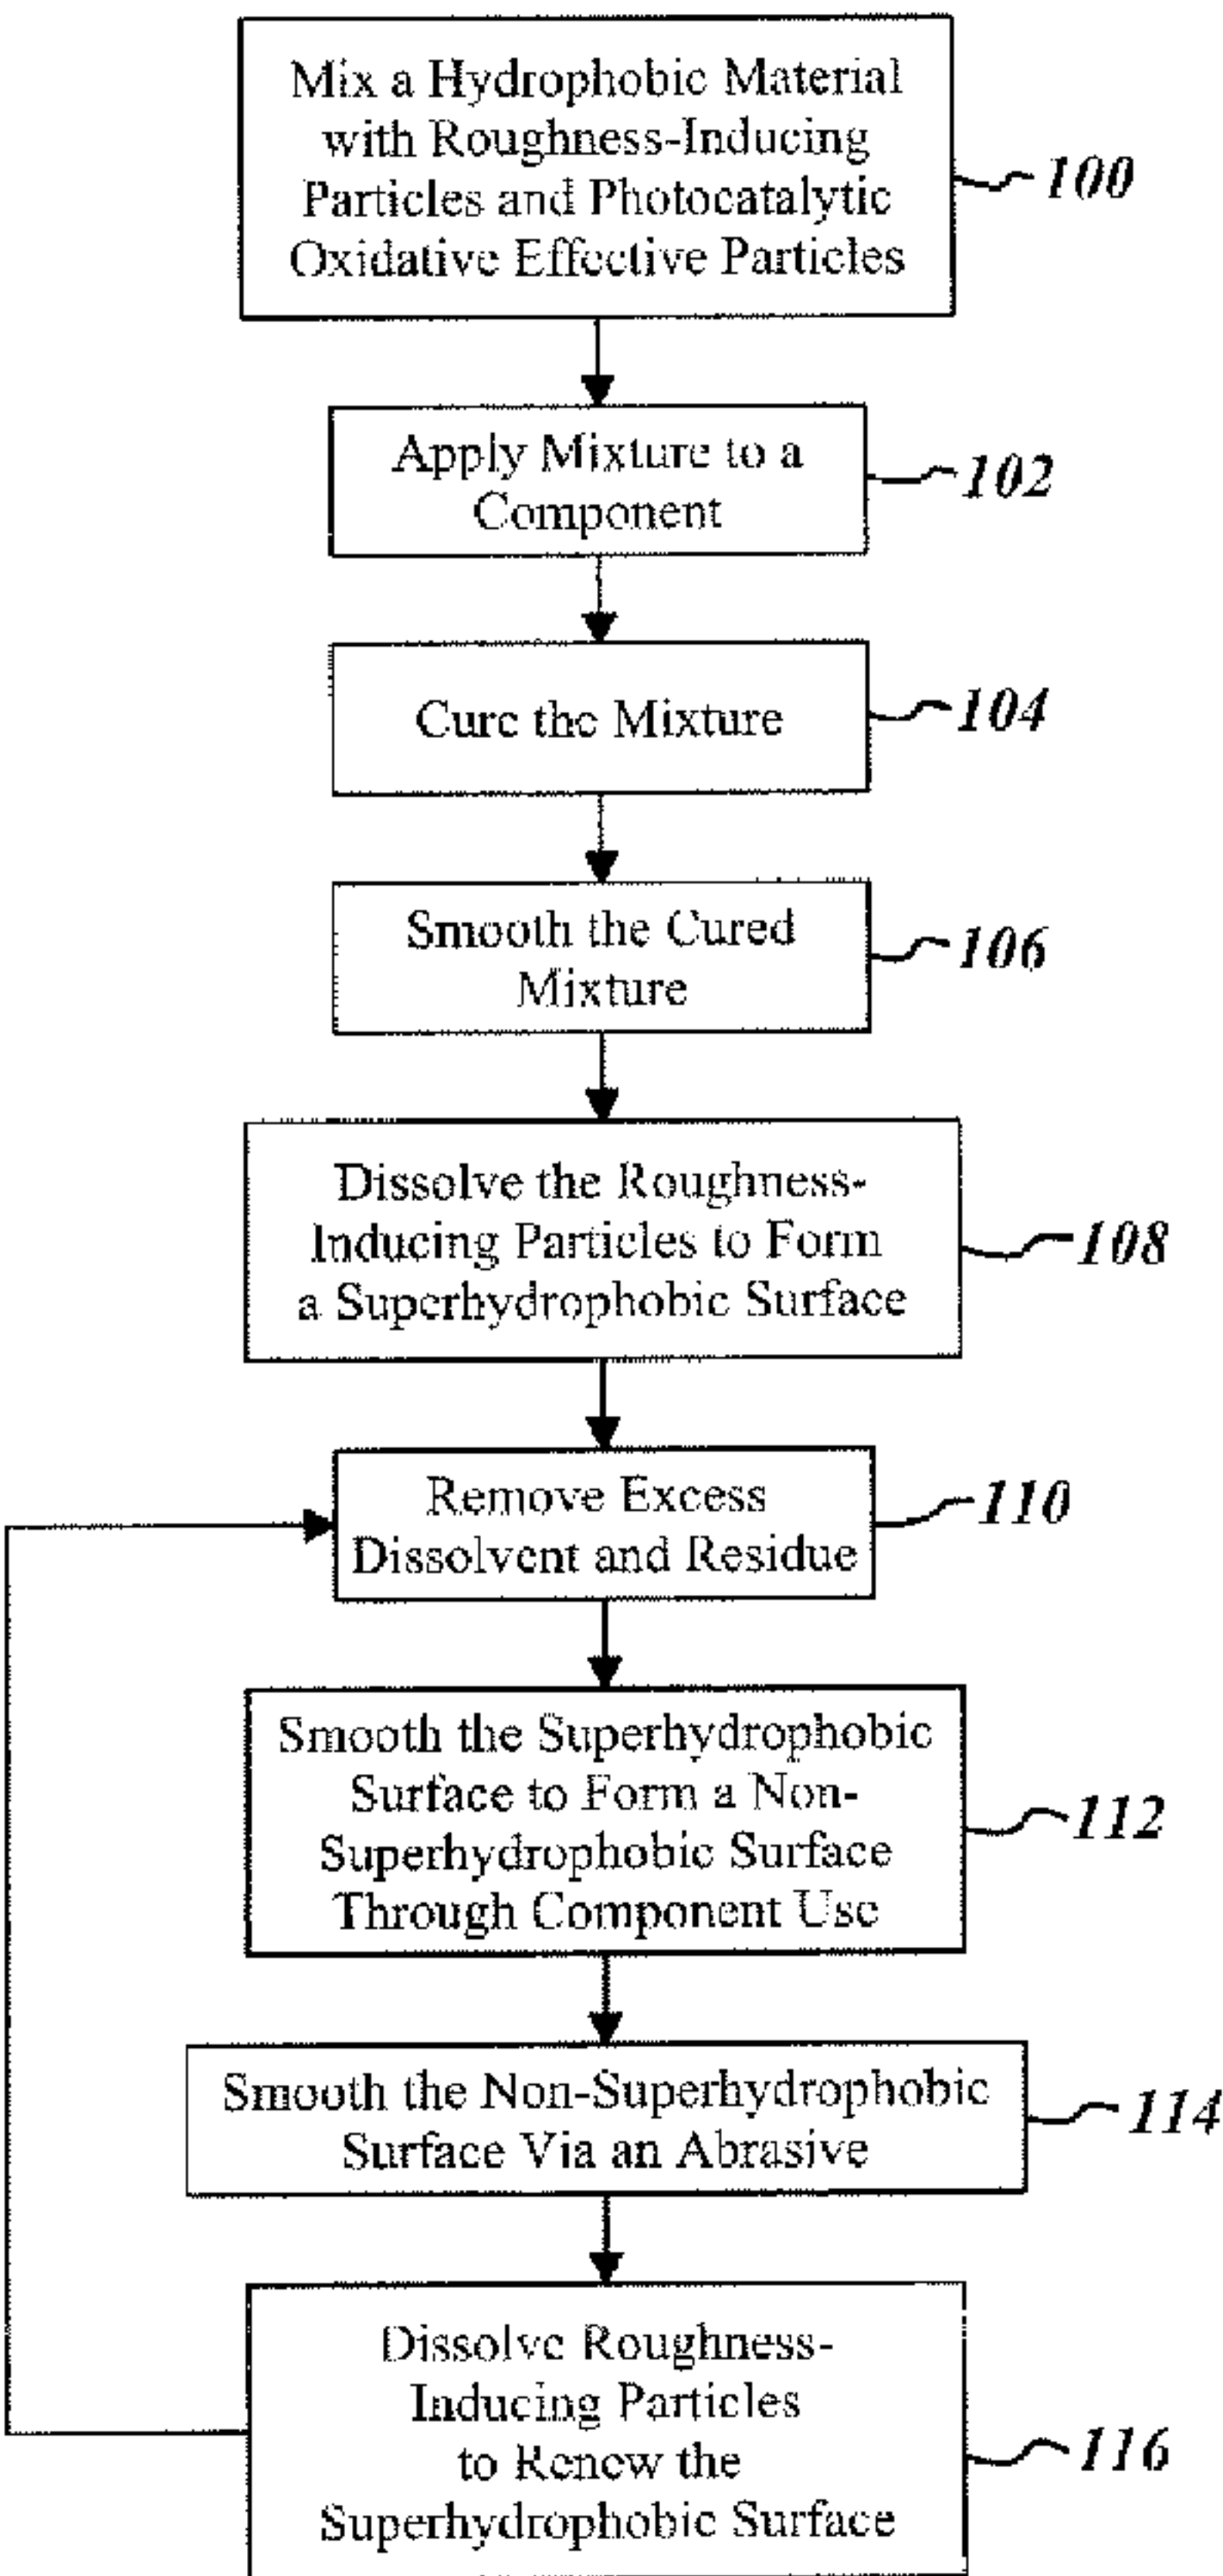 Mix a Hydrophobic Material
with Roughness-Inducing
Particles and Photocatalytic
Oxidative Effective Particles
100
Apply Mixture to a
Component
102
Cure the Mixture
104
Smooth the Cured
Mixture
106
Dissolve the Roughness-
Inducing Particles to Form
a Superhydrophobic Surface
108
Remove Excess
Dissolvent and Residue
110
Smooth the Superhydrophobic
Surface to Form a Non-
Superhydrophobic Surface
Through Component Use
112
Smooth the Non-Superhydrophobic
Surface Via an Abrasive
114
Dissolve Roughness-
Inducing Particles
to Renew the
Superhydrophobic Surface
116